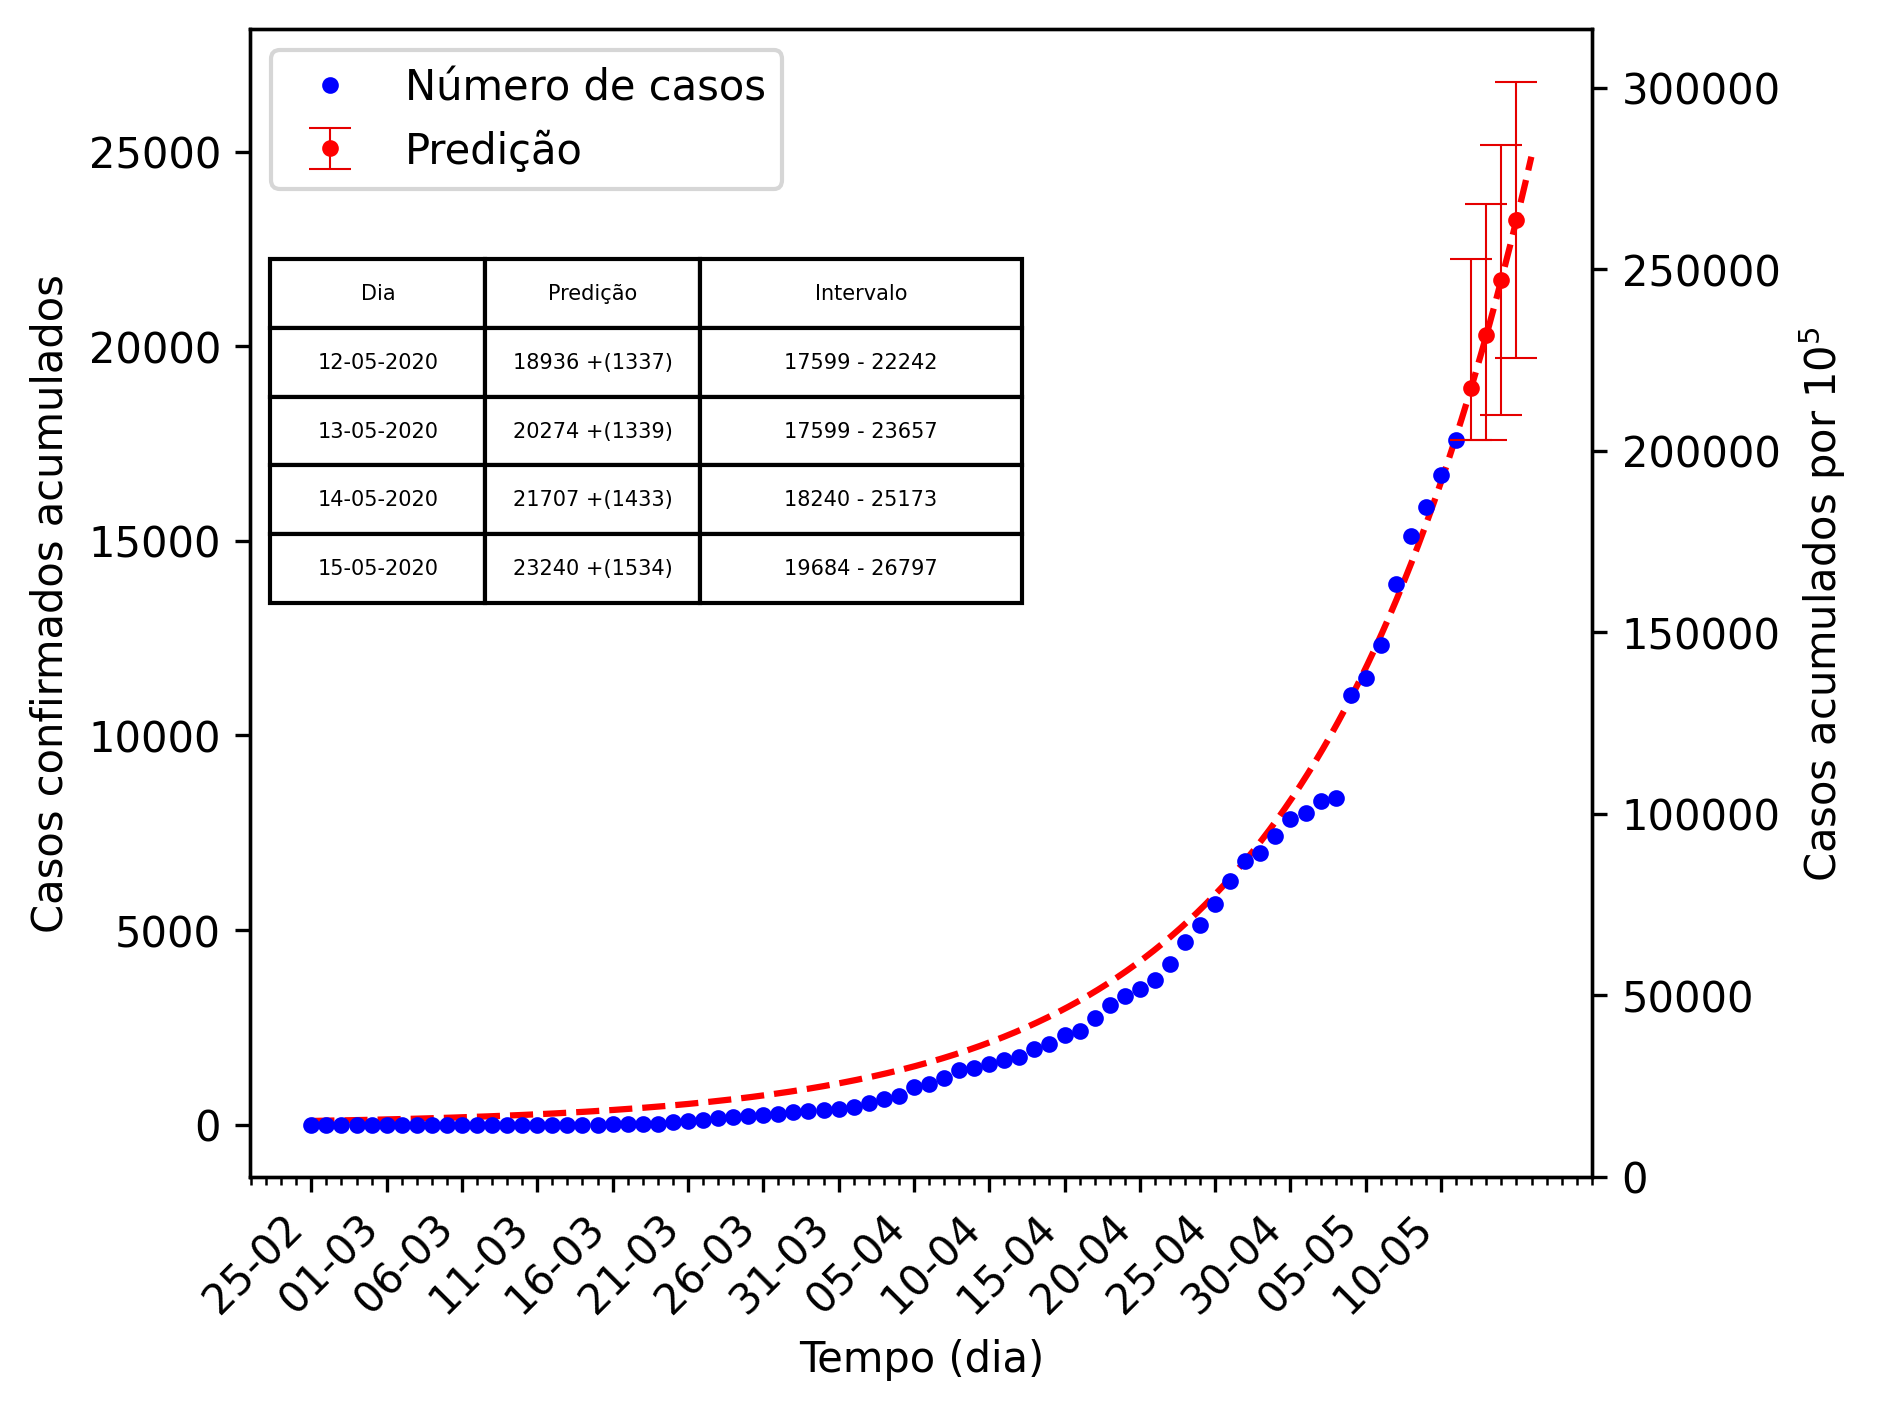 Número de casos
Predição
Dia Predição Intervalo
12-05-2020 18936 +(1337) 17599 - 22242
13-05-2020 20274 +(1339) 17599 - 23657
14-05-2020 21707 +(1433) 18240 - 25173
15-05-2020 23240 +(1534) 19684 - 26797
Casos confirmados acumulados
25000
20000
15000
10000
5000
0
300000
250000
200000
150000
100000
50000
0
Casos acumulados por 10⁵
25-02 01-03 06-03 11-03 16-03 21-03 26-03 31-03 05-04 10-04 15-04 20-04 25-04 30-04 05-05 10-05
Tempo (dia)